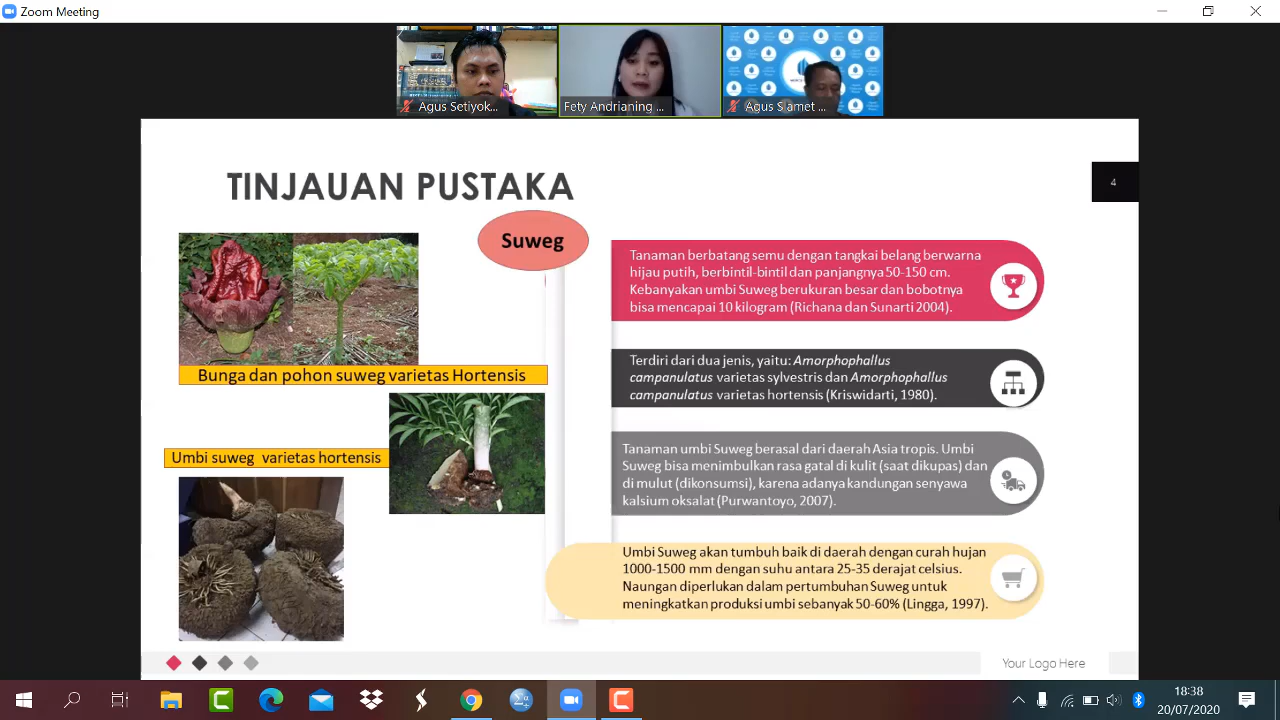 Zoom Meeting
Agus Setiyok...
Fety Andrianing ...
Agus Slamet ...
TINJAUAN PUSTAKA
4
Suweg
Tanaman berbatang semu dengan tangkai belang berwarna
hijau putih, berbintil-bintil dan panjangnya 50-150 cm.
Kebanyakan umbi Suweg berukuran besar dan bobotnya
bisa mencapai 10 kilogram (Richana dan Sunarti 2004).
Bunga dan pohon suweg varietas Hortensis
Terdiri dari dua jenis, yaitu: Amorphophallus
campanulatus varietas sylvestris dan Amorphophallus
campanulatus varietas hortensis (Kriswidarti, 1980).
Umbi suweg varietas hortensis
Tanaman umbi Suweg berasal dari daerah Asia tropis. Umbi
Suweg bisa menimbulkan rasa gatal di kulit (saat dikupas) dan
di mulut (dikonsumsi), karena adanya kandungan senyawa
kalsium oksalat (Purwantoyo, 2007).
Umbi Suweg akan tumbuh baik di daerah dengan curah hujan
1000-1500 mm dengan suhu antara 25-35 derajat celsius.
Naungan diperlukan dalam pertumbuhan Suweg untuk
meningkatkan produksi umbi sebanyak 50-60% (Lingga, 1997).
Your Logo Here
18:38
20/07/2020